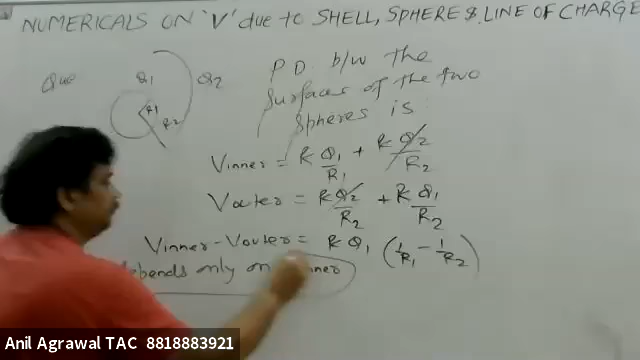 NUMERICALS ON 'V' due to SHELL, SPHERE & LINE OF CHARGE
Que
Q1
Q2
R1
R2
P.D. b/w the
surfaces of the two
spheres is
Vinner = K Q1/R1 + K Q2/R2
Vouter = K Q2/R2 + K Q1/R2
Vinner - Vouter = K Q1 (1/R1 - 1/R2)
depends only on inner
Anil Agrawal TAC 8818883921